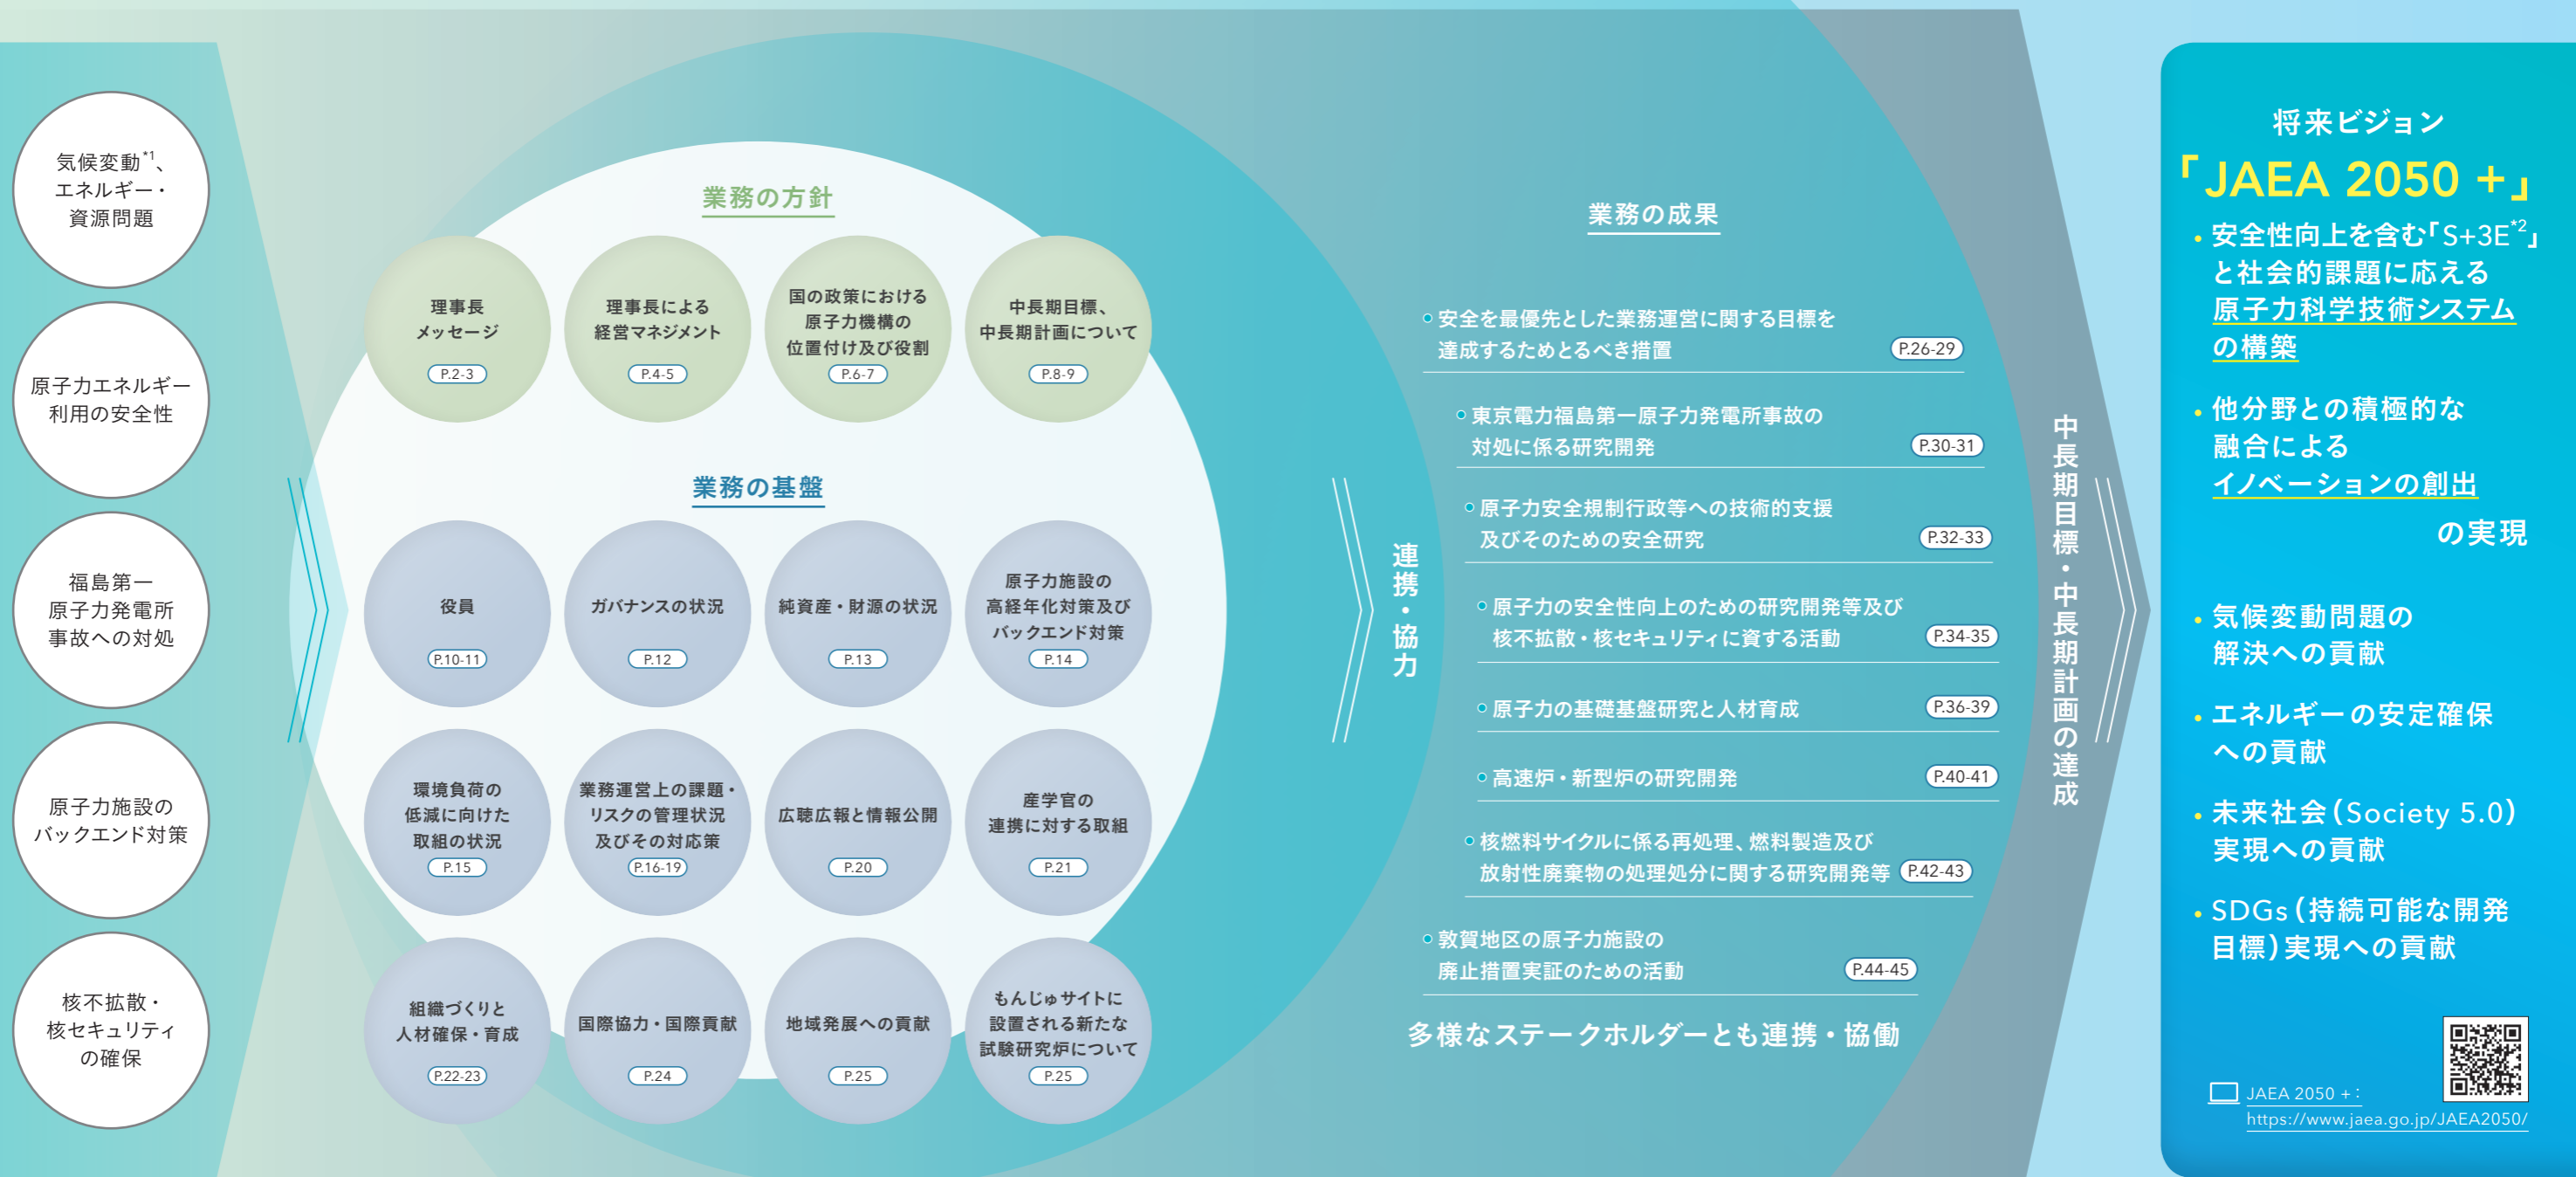 気候変動*1、
エネルギー・
資源問題
原子力エネルギー
利用の安全性
福島第一
原子力発電所
事故への対処
原子力施設の
バックエンド対策
核不拡散・
核セキュリティ
の確保
業務の方針
理事長
メッセージ
P.2-3
理事長による
経営マネジメント
P.4-5
国の政策における
原子力機構の
位置付け及び役割
P.6-7
中長期目標、
中長期計画について
P.8-9
業務の基盤
役員
P.10-11
ガバナンスの状況
P.12
純資産・財源の状況
P.13
原子力施設の
高経年化対策及び
バックエンド対策
P.14
環境負荷の
低減に向けた
取組の状況
P.15
業務運営上の課題・
リスクの管理状況
及びその対応策
P.16-19
広聴広報と情報公開
P.20
産学官の
連携に対する取組
P.21
組織づくりと
人材確保・育成
P.22-23
国際協力・国際貢献
P.24
地域発展への貢献
P.25
もんじゅサイトに
設置される新たな
試験研究炉について
P.25
連携・協力
業務の成果
安全を最優先とした業務運営に関する目標を
達成するためとるべき措置 P.26-29
東京電力福島第一原子力発電所事故の
対処に係る研究開発 P.30-31
原子力安全規制行政等への技術的支援
及びそのための安全研究 P.32-33
原子力の安全性向上のための研究開発等及び
核不拡散・核セキュリティに資する活動 P.34-35
原子力の基礎基盤研究と人材育成 P.36-39
高速炉・新型炉の研究開発 P.40-41
核燃料サイクルに係る再処理、燃料製造及び
放射性廃棄物の処理処分に関する研究開発等 P.42-43
敦賀地区の原子力施設の
廃止措置実証のための活動 P.44-45
多様なステークホルダーとも連携・協働
中長期目標・中長期計画の達成
将来ビジョン
「JAEA 2050 +」
・安全性向上を含む「S+3E*2」
と社会的課題に応える
原子力科学技術システム
の構築
・他分野との積極的な
融合による
イノベーションの創出
の実現
・気候変動問題の
解決への貢献
・エネルギーの安定確保
への貢献
・未来社会(Society 5.0)
実現への貢献
・SDGs(持続可能な開発
目標)実現への貢献
JAEA 2050 +:
https://www.jaea.go.jp/JAEA2050/